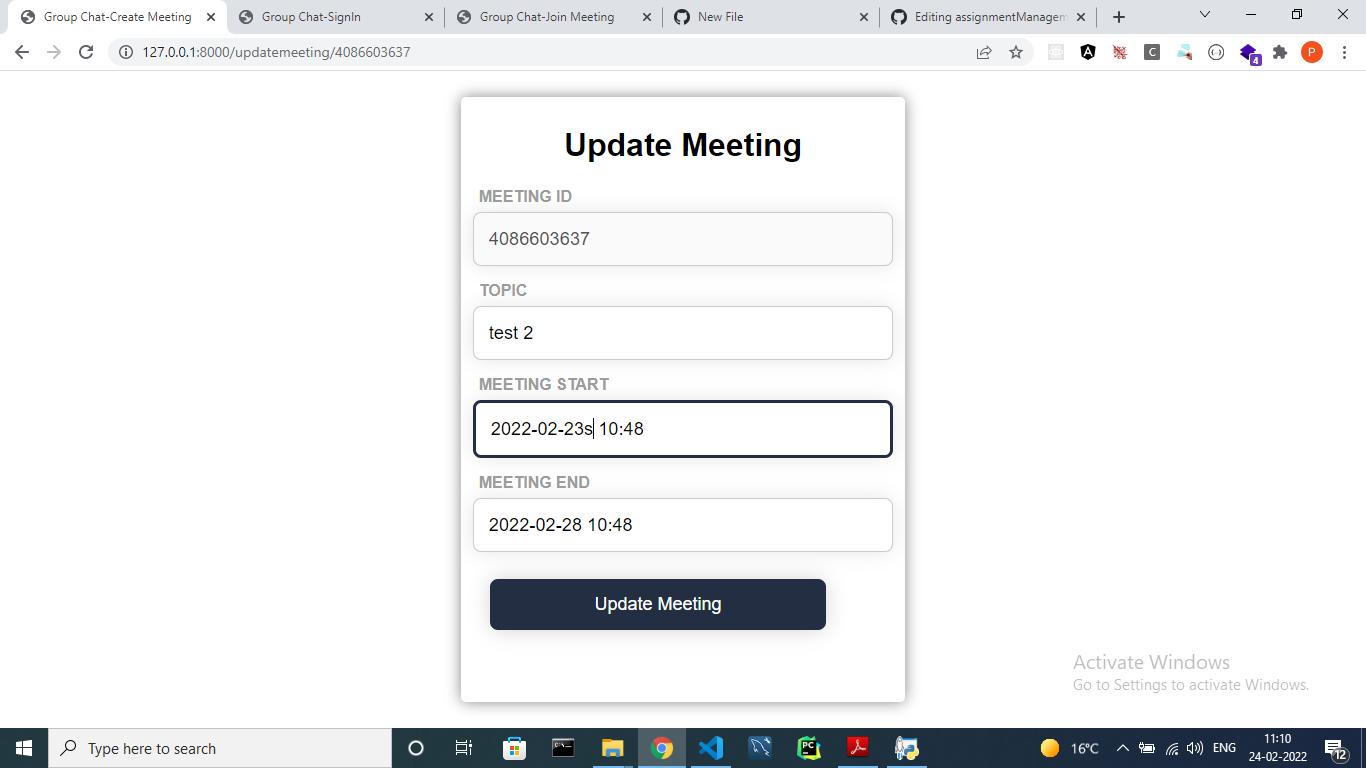 Group Chat-Create Meeting
Group Chat-SignIn
Group Chat-Join Meeting
New File
Editing assignmentManagem
127.0.0.1:8000/updatemeeting/4086603637
C
4
P
Update Meeting
MEETING ID
4086603637
TOPIC
test 2
MEETING START
2022-02-23s 10:48
MEETING END
2022-02-28 10:48
Update Meeting
Activate Windows
Go to Settings to activate Windows.
Type here to search
PC
16°C
ENG
11:10
24-02-2022
12